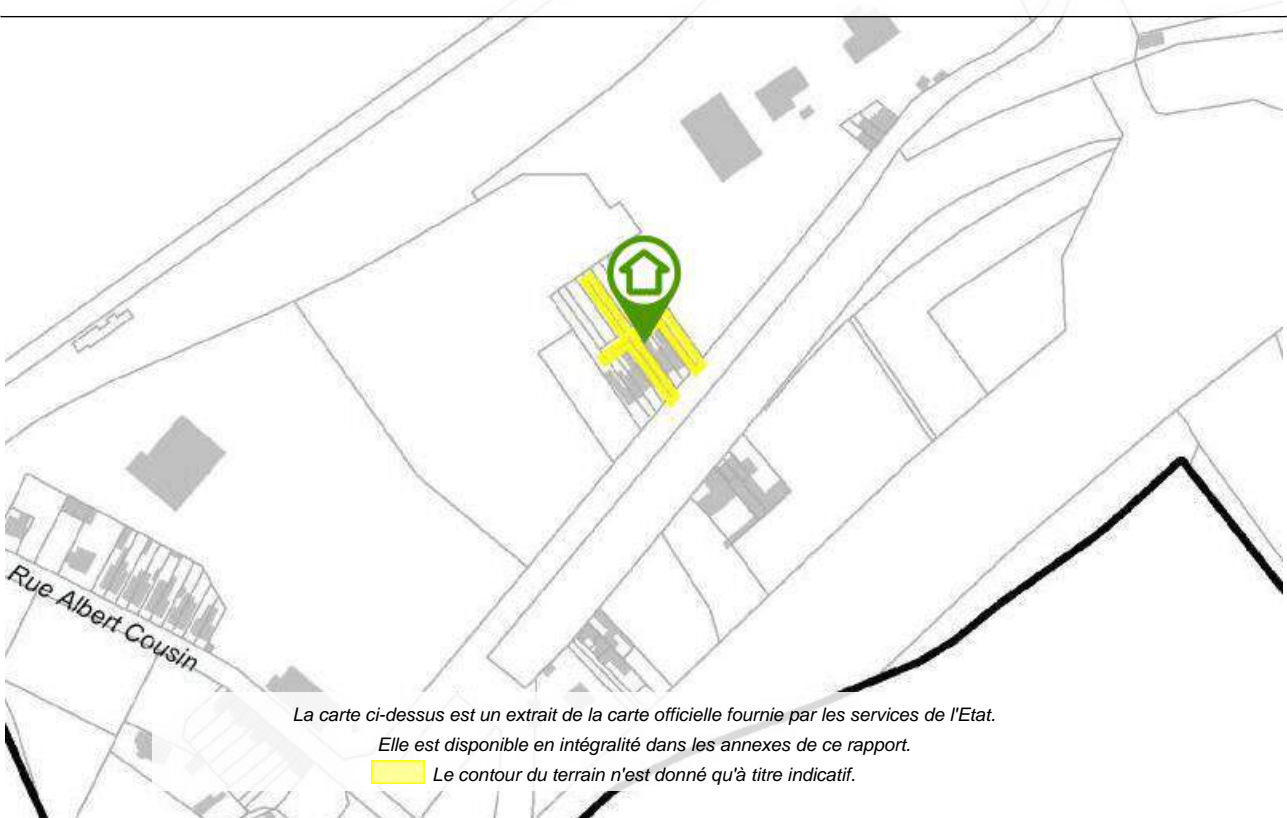 Rue Albert Cousin
La carte ci-dessus est un extrait de la carte officielle fournie par les services de l'Etat.
Elle est disponible en intégralité dans les annexes de ce rapport.
Le contour du terrain n'est donné qu'à titre indicatif.